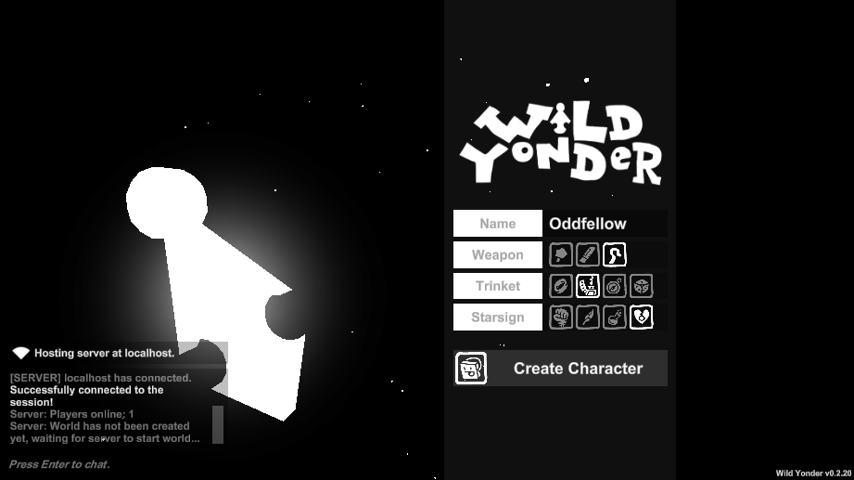 WiLD
YoNDeR
Name
Oddfellow
Weapon
Trinket
Starsign
Create Character
Hosting server at localhost.
[SERVER] localhost has connected.
Successfully connected to the
session!
Server: Players online; 1
Server: World has not been created
yet, waiting for server to start world...
Press Enter to chat.
Wild Yonder v0.2.20